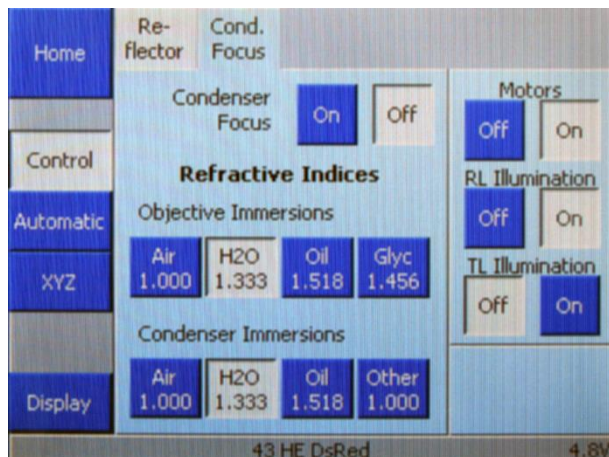 Home
Control
Automatic
XYZ
Display
Re-
flector
Cond.
Focus
Condenser
Focus
On
Off
Refractive Indices
Objective Immersions
Air
1.000
H2O
1.333
Oil
1.518
Glyc
1.456
Condenser Immersions
Air
1.000
H2O
1.333
Oil
1.518
Other
1.000
Motors
Off
On
RL Illumination
Off
On
TL Illumination
Off
On
43 HE DsRed
4.8V